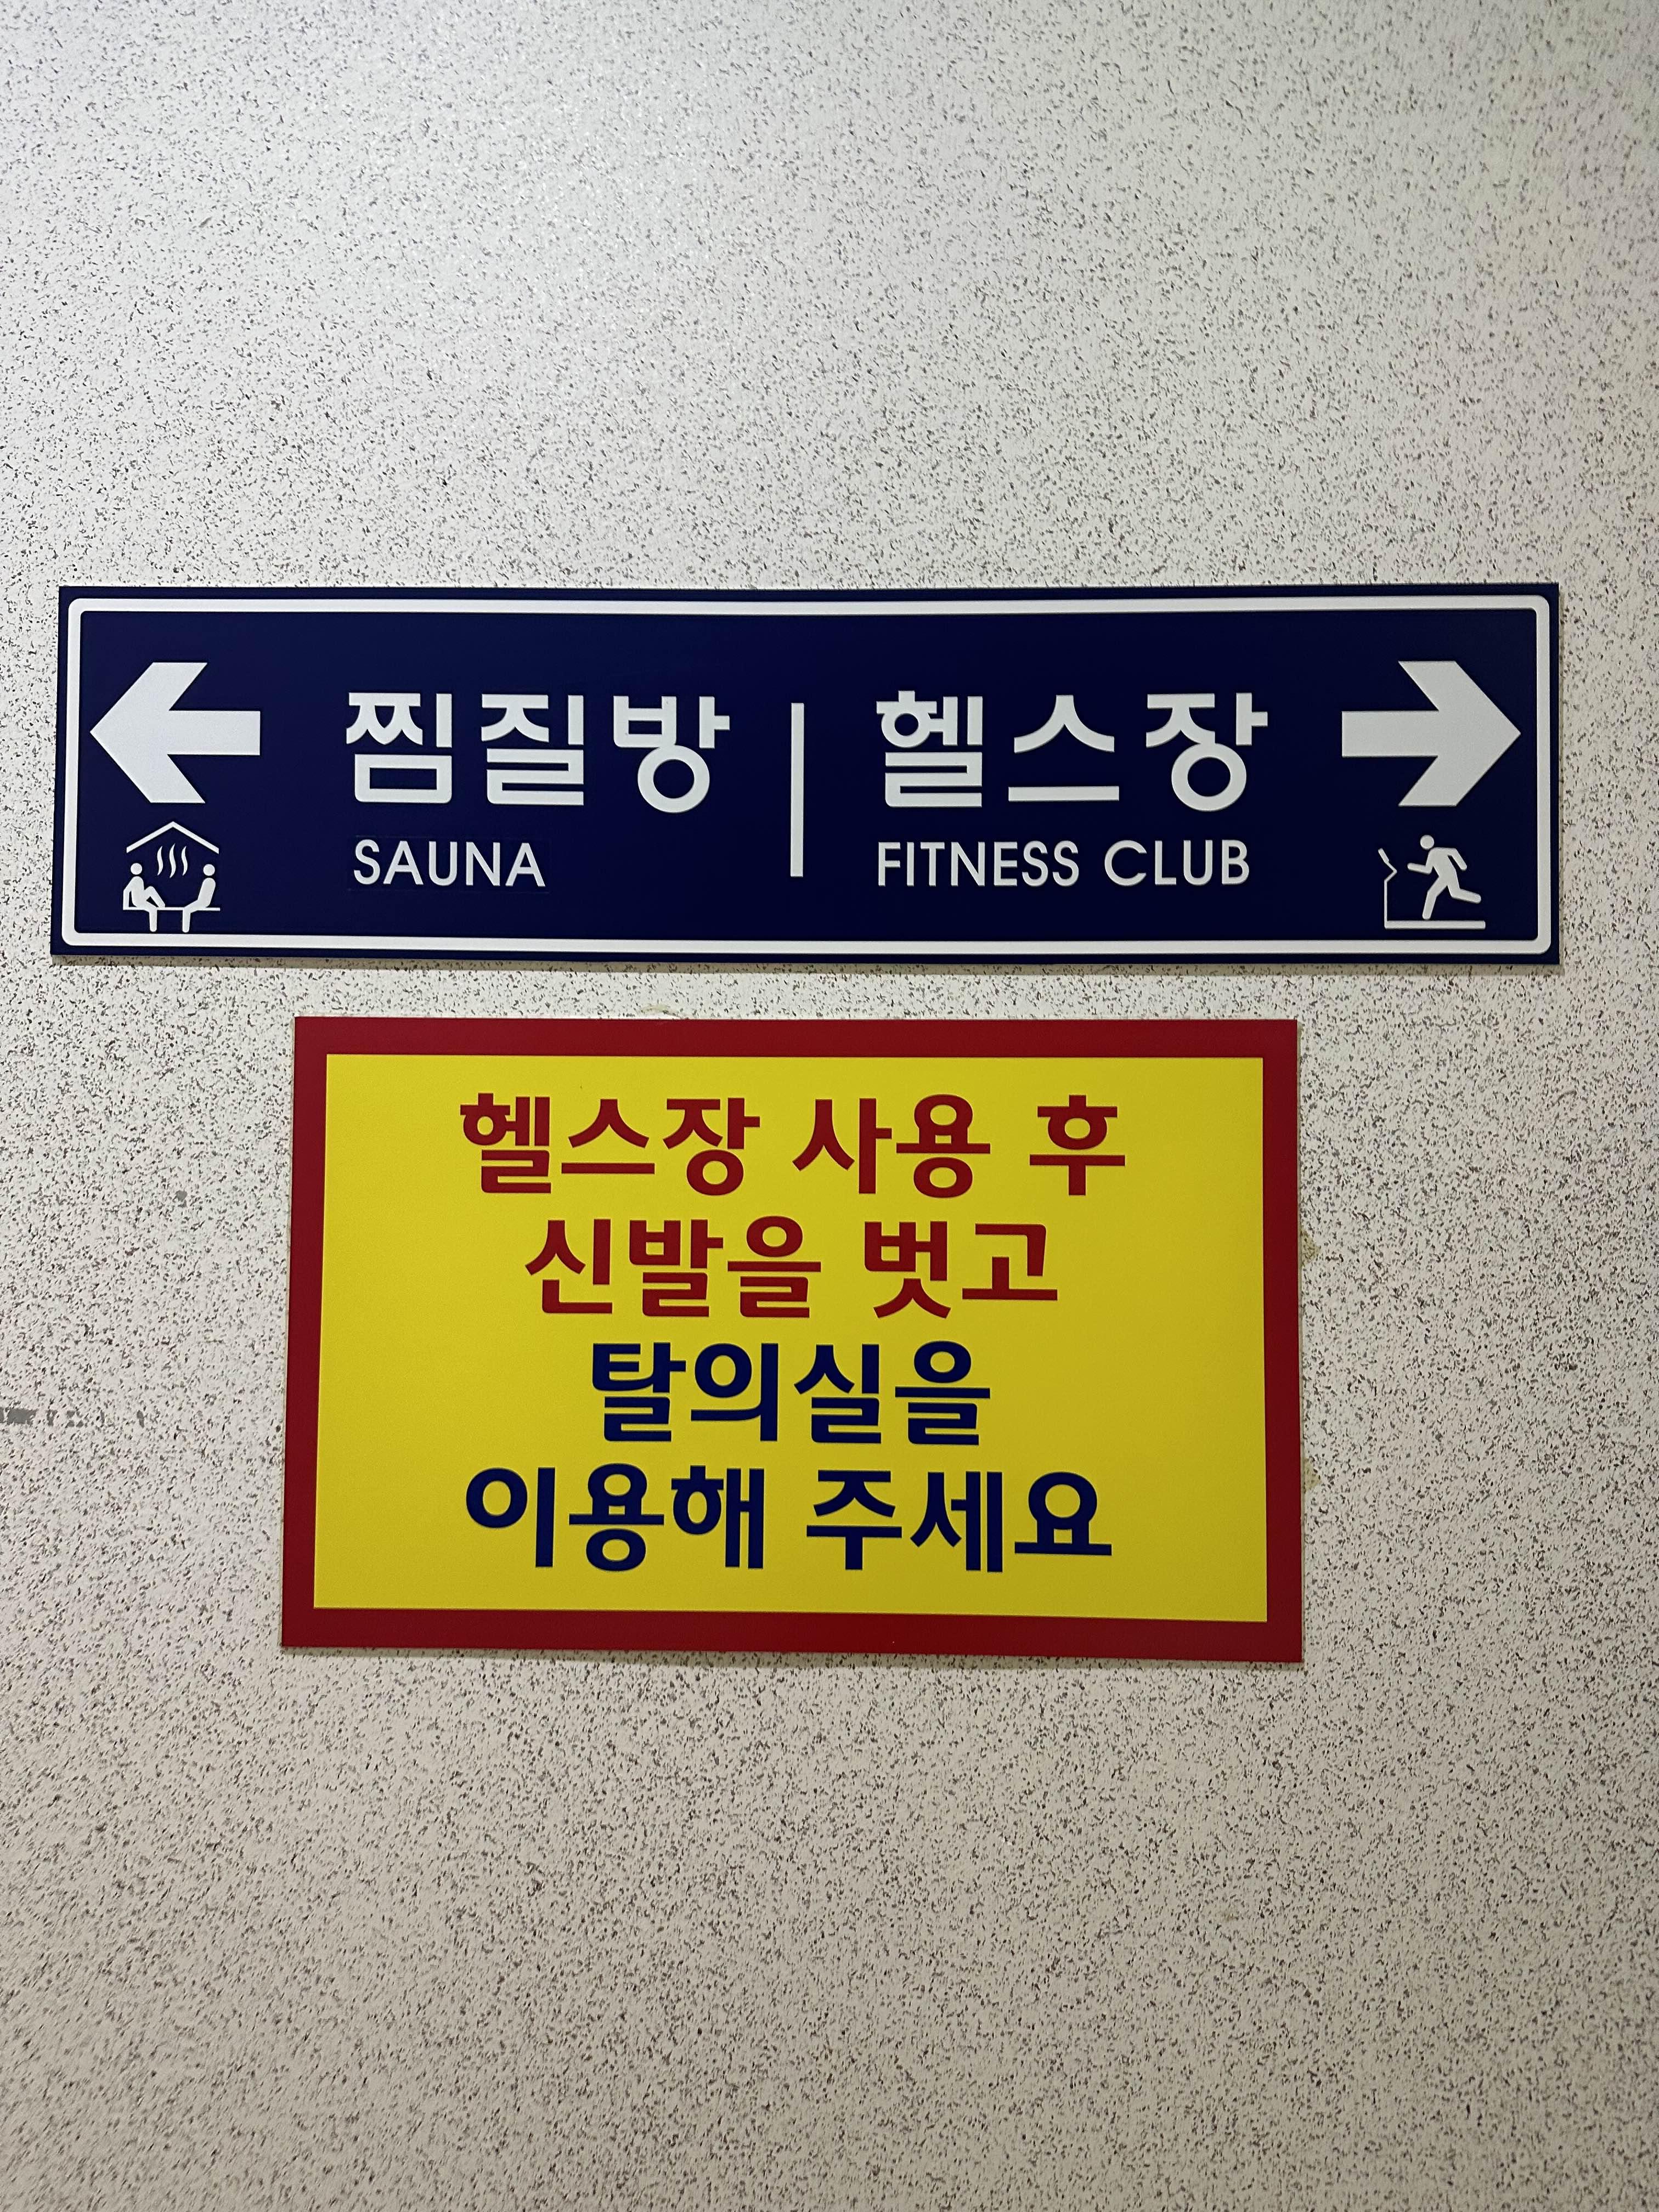 찜질방 | 헬스장
SAUNA FITNESS CLUB
헬스장 사용 후
신발을 벗고
탈의실을
이용해 주세요